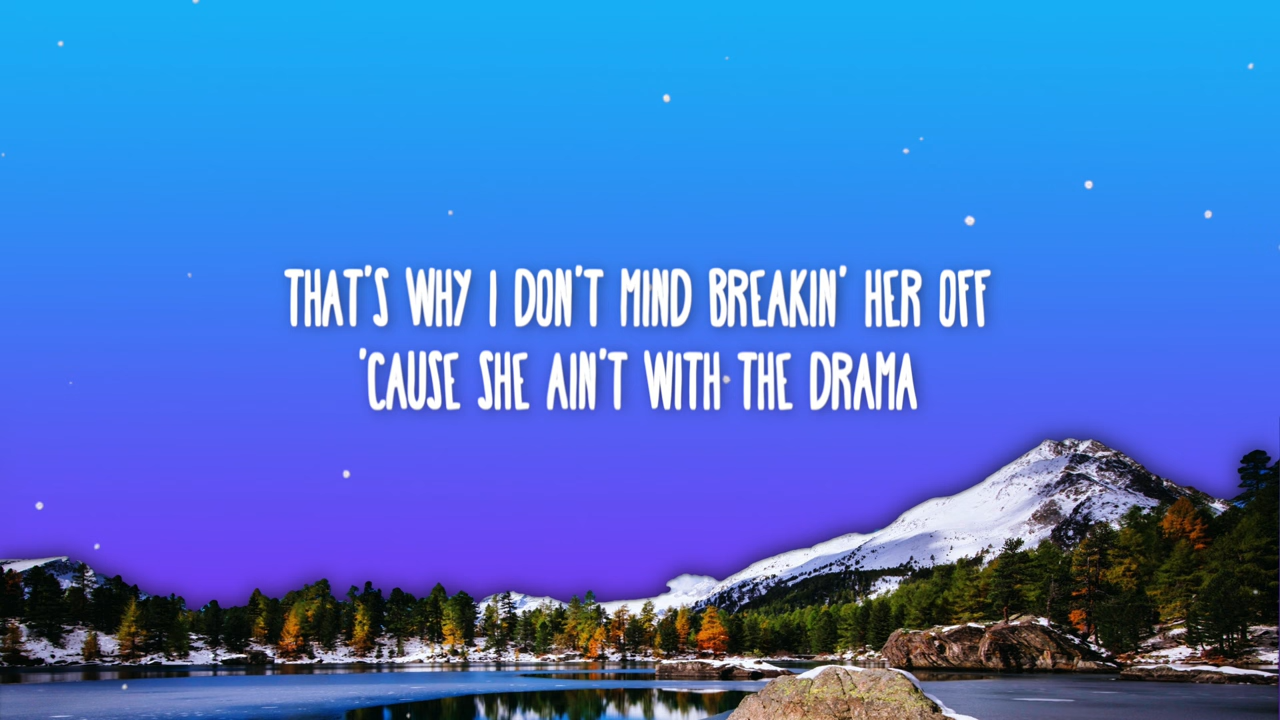 THAT'S WHY I DON'T MIND BREAKIN' HER OFF
'CAUSE SHE AIN'T WITH THE DRAMA